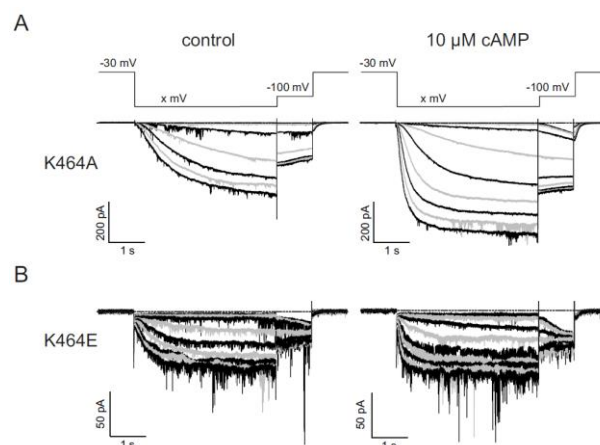 A
control
10 µM cAMP
-30 mV
-100 mV
x mV
-30 mV
-100 mV
x mV
K464A
200 pA
1 s
200 pA
1 s
B
K464E
50 pA
1 s
50 pA
1 s